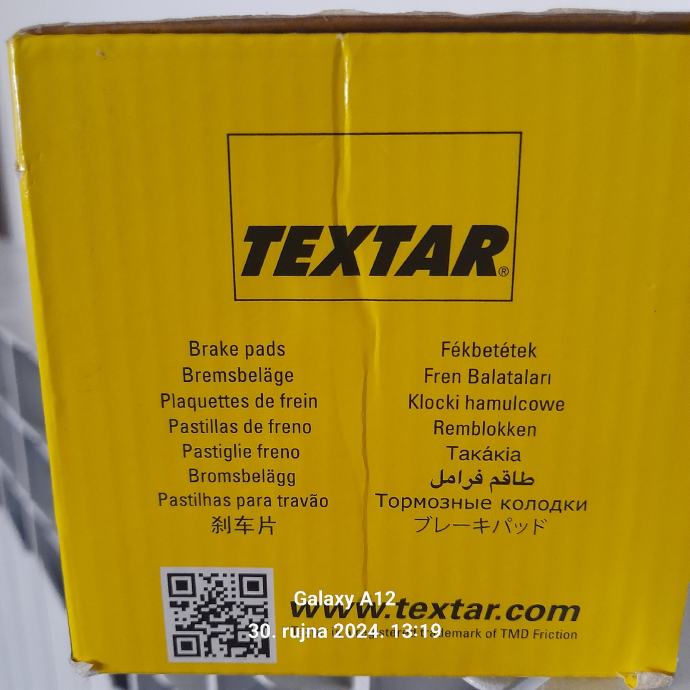 TEXTAR®
Brake pads
Bremsbeläge
Plaquettes de frein
Pastillas de freno
Pastiglie freno
Bromsbelägg
Pastilhas para travão
刹车片
Fékbetétek
Fren Balataları
Klocki hamulcowe
Remblokken
Τακάκια
طاقم فرامل
Тормозные колодки
ブレーキパッド
www.textar.com
trademark of TMD Friction
Galaxy A12
30. rujna 2024. 13:19